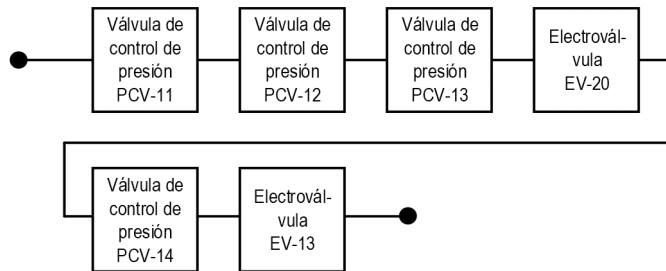 Válvula de
control de
presión
PCV-11
Válvula de
control de
presión
PCV-12
Válvula de
control de
presión
PCV-13
Electrovál-
vula
EV-20
Válvula de
control de
presión
PCV-14
Electrovál-
vula
EV-13